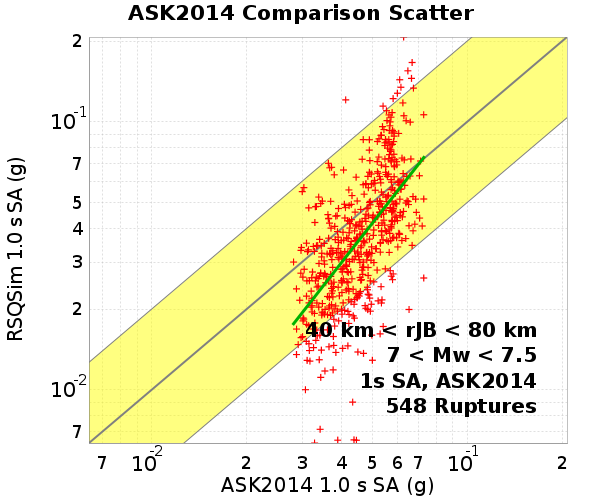 ASK2014 Comparison Scatter
RSQSim 1.0 s SA (g)
2
10-1
7
5
4
3
2
10-2
7
40 km < rJB < 80 km
7 < Mw < 7.5
1s SA, ASK2014
548 Ruptures
7 10-2 2 3 4 5 6 7 10-1 2
ASK2014 1.0 s SA (g)